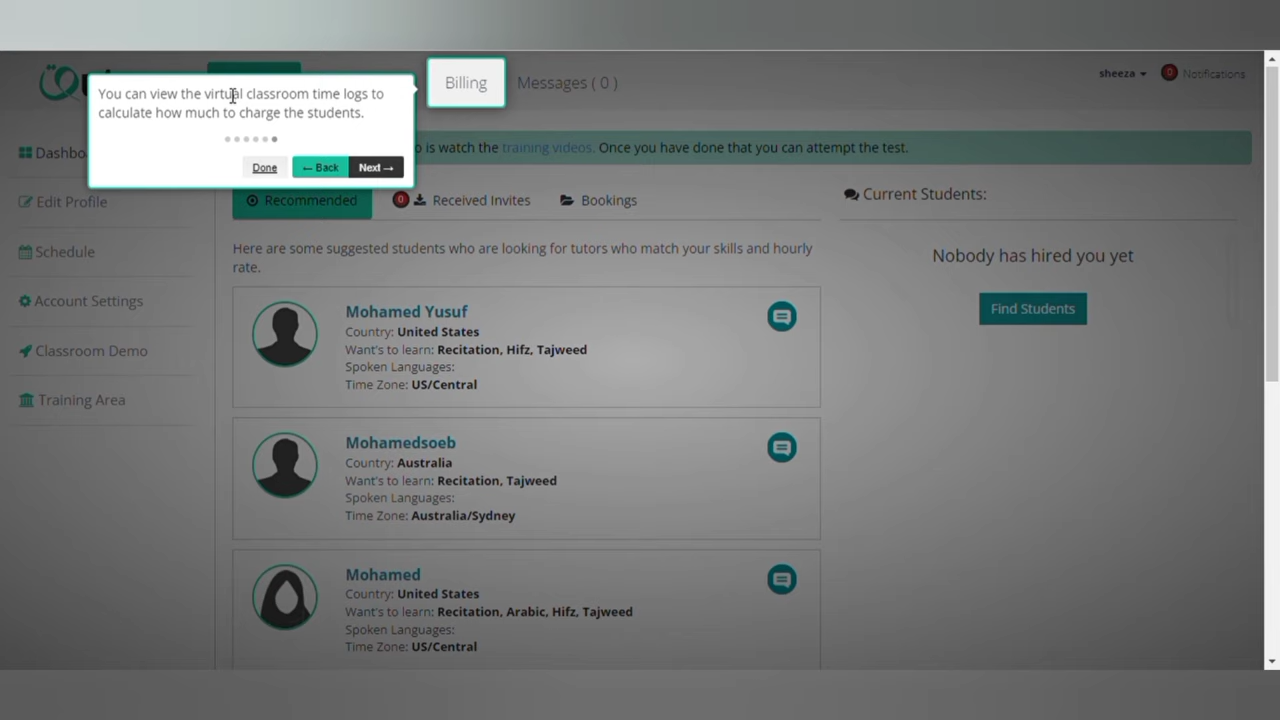 Billing
Messages ( 0 )
sheeza
0 Notifications
You can view the virtual classroom time logs to
calculate how much to charge the students.
Done
← Back
Next →
is watch the training videos. Once you have done that you can attempt the test.
Edit Profile
Schedule
Account Settings
Classroom Demo
Training Area
Recommended
0 Received Invites
Bookings
Here are some suggested students who are looking for tutors who match your skills and hourly
rate.
Mohamed Yusuf
Country: United States
Want's to learn: Recitation, Hifz, Tajweed
Spoken Languages:
Time Zone: US/Central
Mohamedsoeb
Country: Australia
Want's to learn: Recitation, Tajweed
Spoken Languages:
Time Zone: Australia/Sydney
Mohamed
Country: United States
Want's to learn: Recitation, Arabic, Hifz, Tajweed
Spoken Languages:
Time Zone: US/Central
Current Students:
Nobody has hired you yet
Find Students